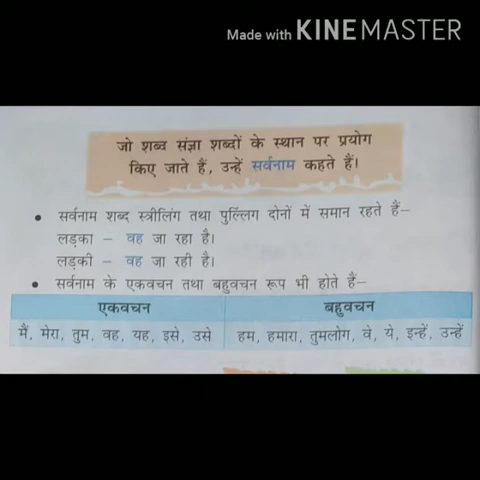 Made with KINEMASTER
जो शब्द संज्ञा शब्दों के स्थान पर प्रयोग
किए जाते हैं, उन्हें सर्वनाम कहते हैं।
• सर्वनाम शब्द स्त्रीलिंग तथा पुल्लिंग दोनों में समान रहते हैं–
लड़का – वह जा रहा है।
लड़की – वह जा रही है।
• सर्वनाम के एकवचन तथा बहुवचन रूप भी होते हैं–
एकवचन बहुवचन
मैं, मेरा, तुम, वह, यह, इसे, उसे हम, हमारा, तुमलोग, वे, ये, इन्हें, उन्हें